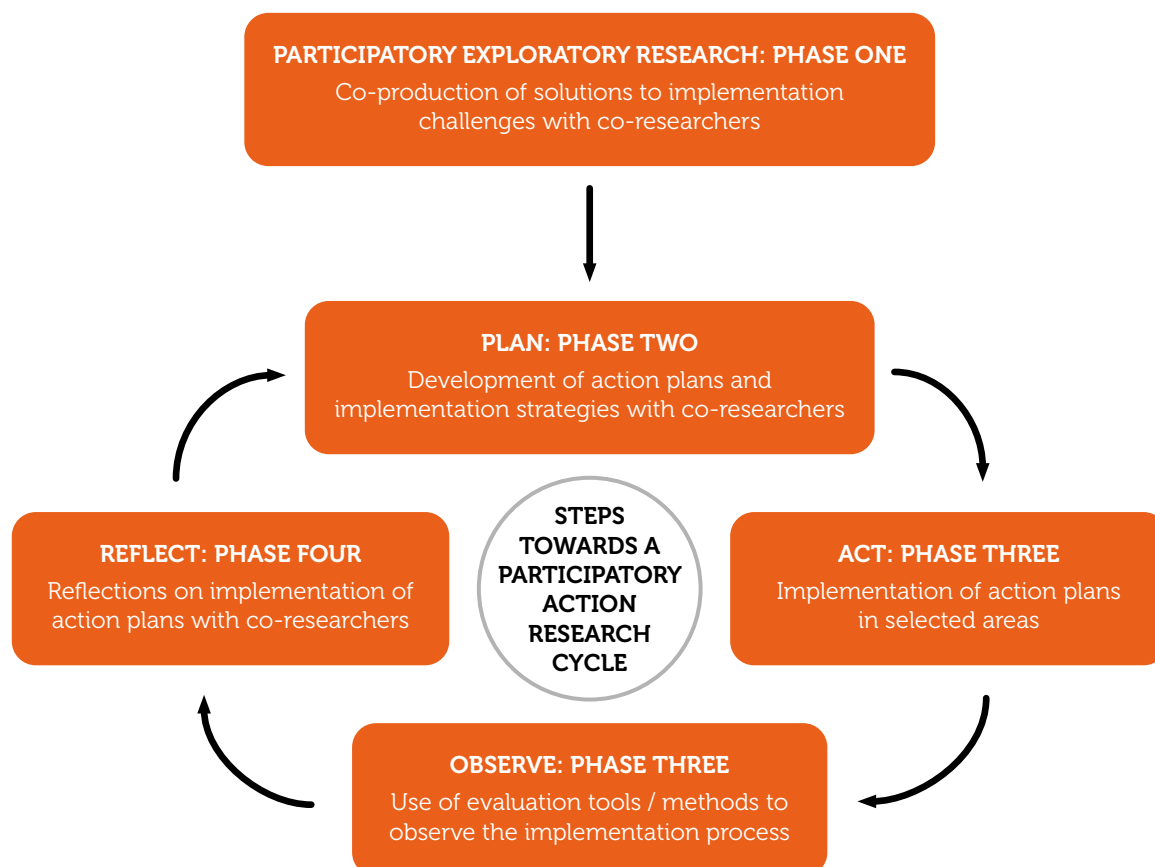 PARTICIPATORY EXPLORATORY RESEARCH: PHASE ONE
Co-production of solutions to implementation
challenges with co-researchers
PLAN: PHASE TWO
Development of action plans and
implementation strategies with co-researchers
REFLECT: PHASE FOUR
Reflections on implementation of
action plans with co-researchers
STEPS
TOWARDS A
PARTICIPATORY
ACTION
RESEARCH
CYCLE
ACT: PHASE THREE
Implementation of action plans
in selected areas
OBSERVE: PHASE THREE
Use of evaluation tools / methods to
observe the implementation process